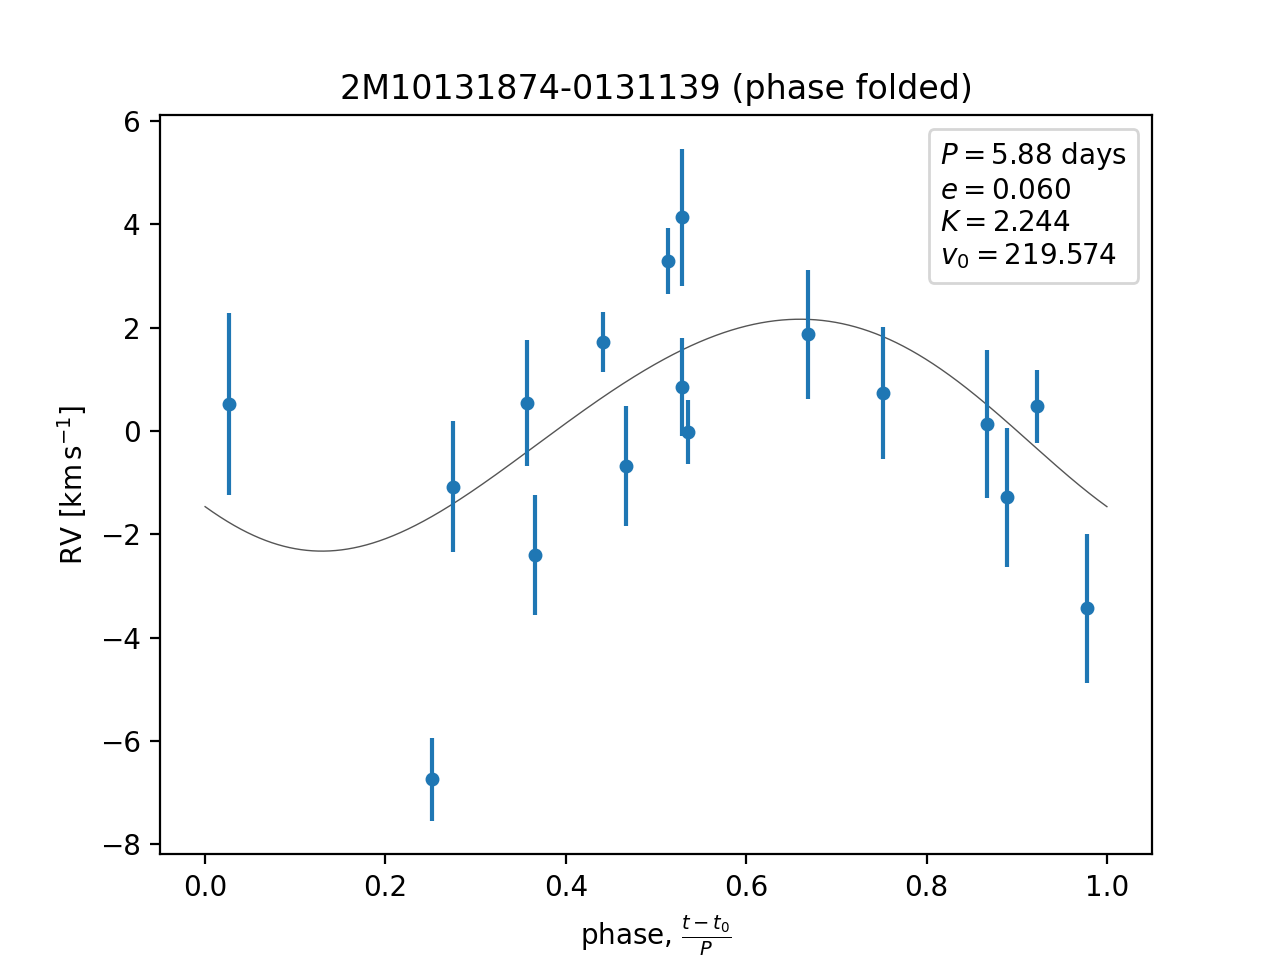 2M10131874-0131139 (phase folded)
P = 5.88 days
e = 0.060
K = 2.244
v₀ = 219.574
6
4
2
0
−2
−4
−6
−8
RV [km s⁻¹]
0.0 0.2 0.4 0.6 0.8 1.0
phase, (t − t₀)/P